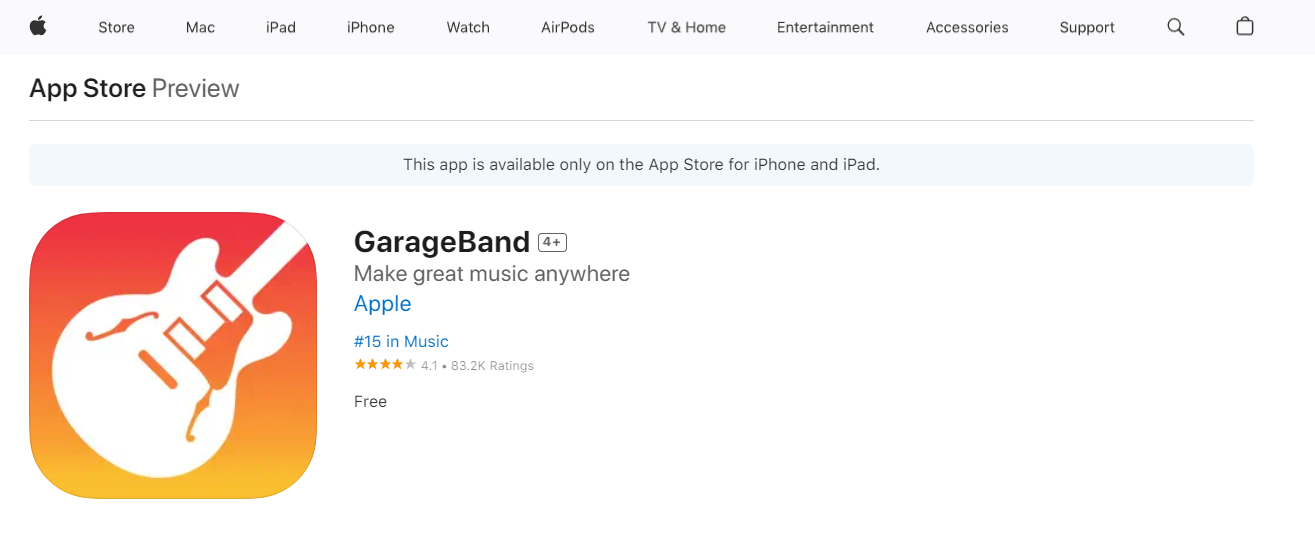 Store Mac iPad iPhone Watch AirPods TV & Home Entertainment Accessories Support
App Store Preview
This app is available only on the App Store for iPhone and iPad.
GarageBand 4+
Make great music anywhere
Apple
#15 in Music
★★★★★ 4.1 • 83.2K Ratings
Free